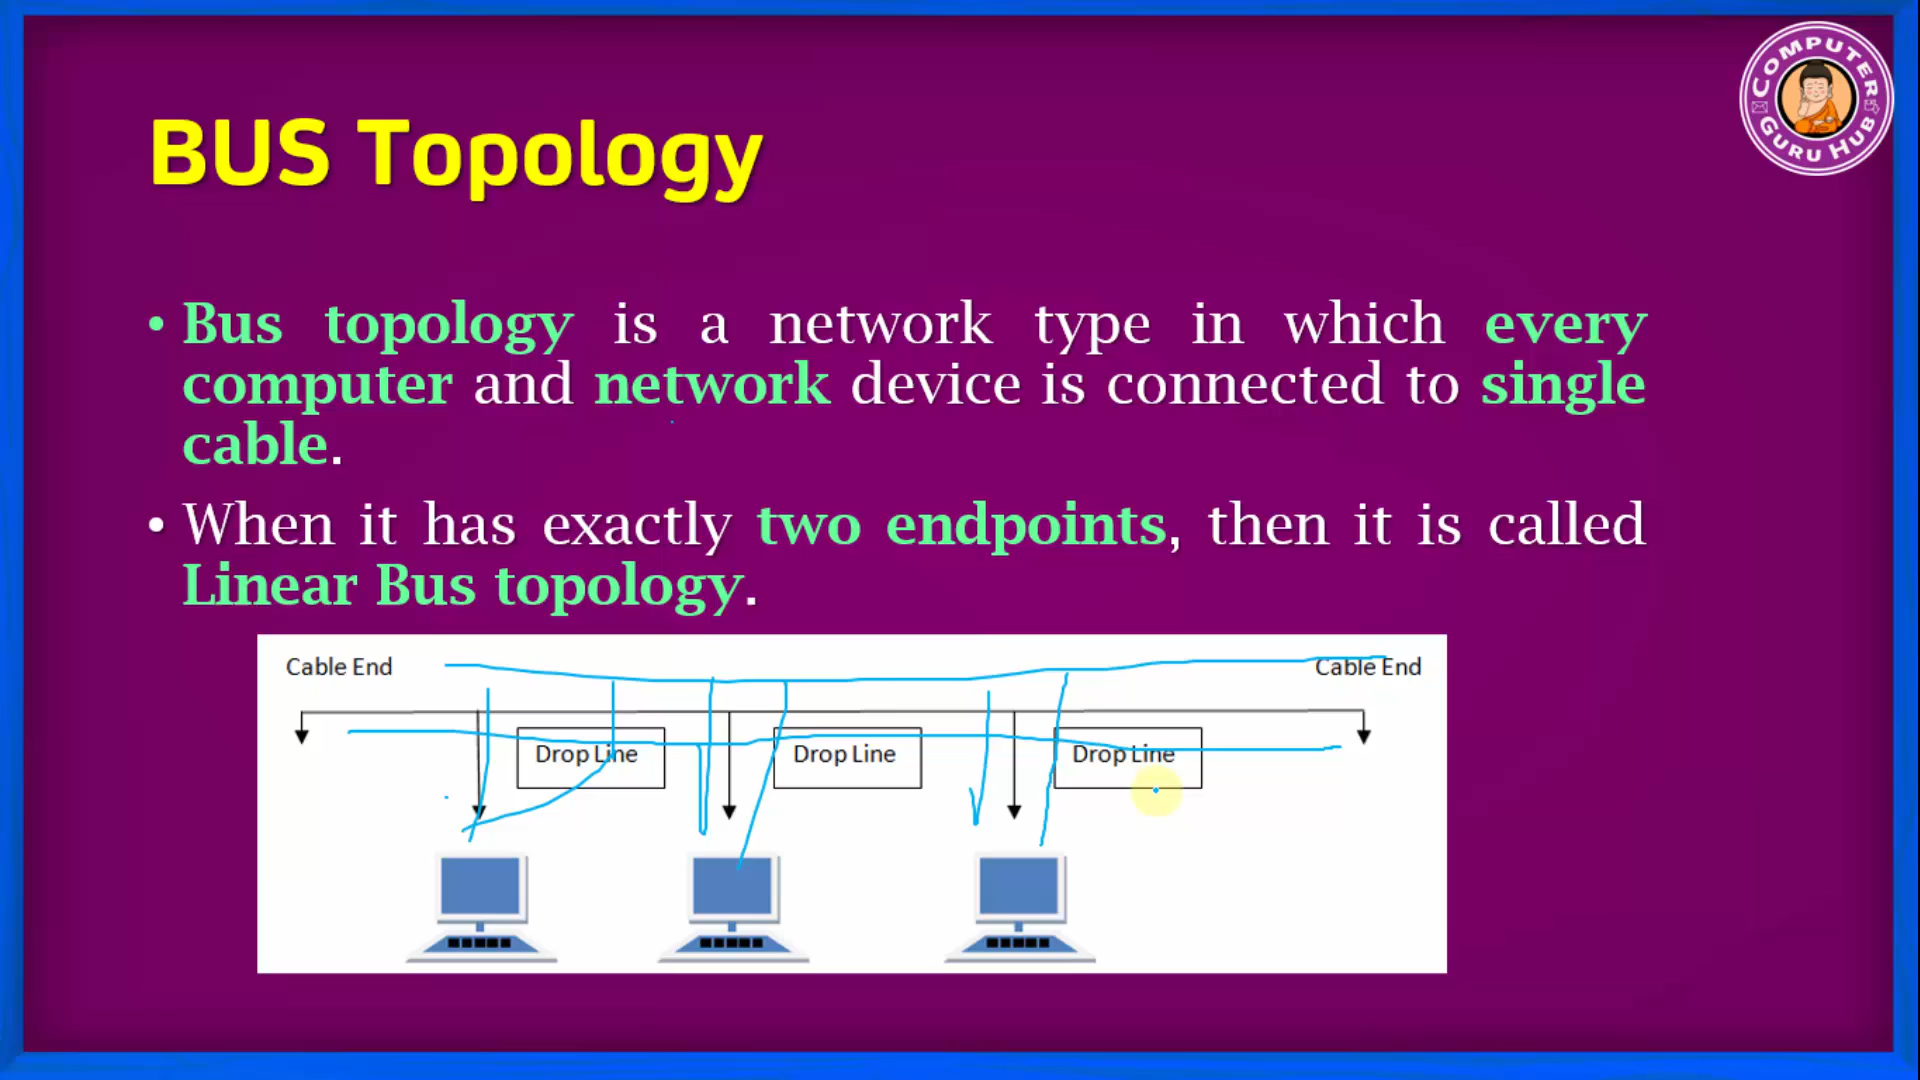 COMPUTER GURU HUB
BUS Topology
• Bus topology is a network type in which every
computer and network device is connected to single
cable.
• When it has exactly two endpoints, then it is called
Linear Bus topology.
Cable End
Cable End
Drop Line
Drop Line
Drop Line